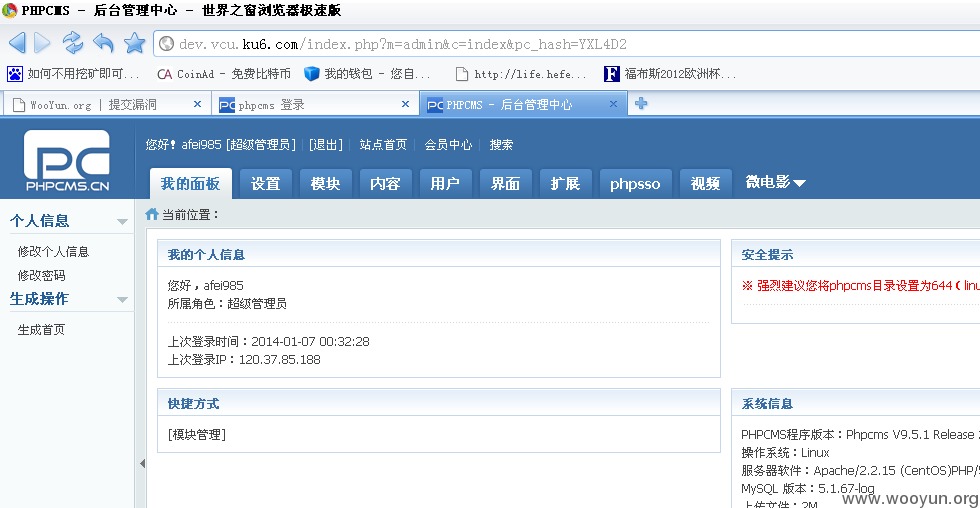 PHPCMS - 后台管理中心 - 世界之窗浏览器极速版
dev.vcu.ku6.com/index.php?m=admin&c=index&pc_hash=YXL4D2
如何不用挖矿即可... CoinAd - 免费比特币 我的钱包 - 您自... http://life.hefe... 福布斯2012欧洲杯...
WooYun.org | 提交漏洞 phpcms 登录 PHPCMS - 后台管理中心
PHPCMS.CN
您好! afei985 [超级管理员] [退出] 站点首页 会员中心 搜索
我的面板 设置 模块 内容 用户 界面 扩展 phpsso 视频 微电影
当前位置：
个人信息
修改个人信息
修改密码
生成操作
生成首页
我的个人信息
您好，afei985
所属角色：超级管理员
上次登录时间：2014-01-07 00:32:28
上次登录IP：120.37.85.188
快捷方式
[模块管理]
安全提示
※ 强烈建议您将phpcms目录设置为644（linu
系统信息
PHPCMS程序版本：Phpcms V9.5.1 Release
操作系统：Linux
服务器软件：Apache/2.2.15 (CentOS)PHP/
MySQL 版本：5.1.67-log
上传文件：2M
www.wooyun.org